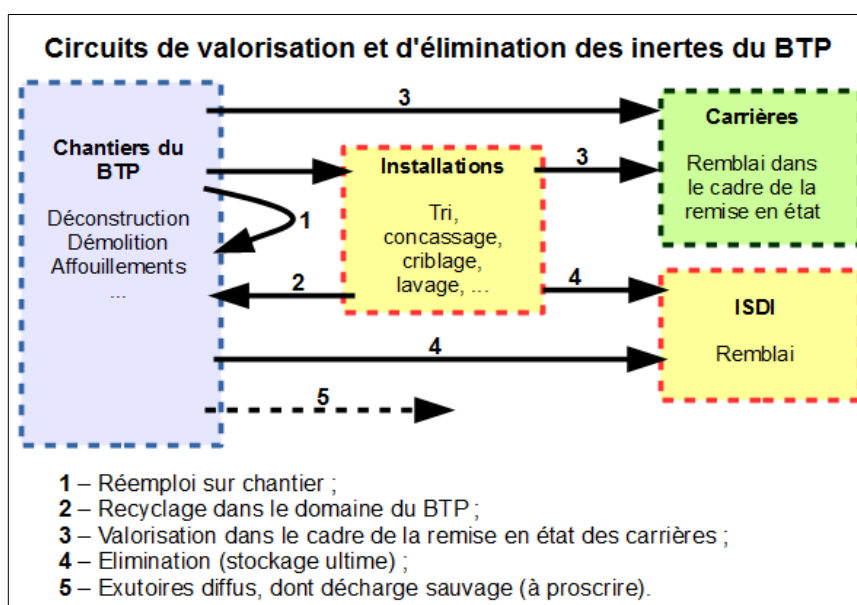 Circuits de valorisation et d'élimination des inertes du BTP
Chantiers du
BTP
Déconstruction
Démolition
Affouillements
...
3
1
2
4
5
Installations
Tri,
concassage,
criblage,
lavage, ...
3
4
Carrières
Remblai dans
le cadre de la
remise en état
ISDI
Remblai
1 – Réemploi sur chantier ;
2 – Recyclage dans le domaine du BTP ;
3 – Valorisation dans le cadre de la remise en état des carrières ;
4 – Elimination (stockage ultime) ;
5 – Exutoires diffus, dont décharge sauvage (à proscrire).